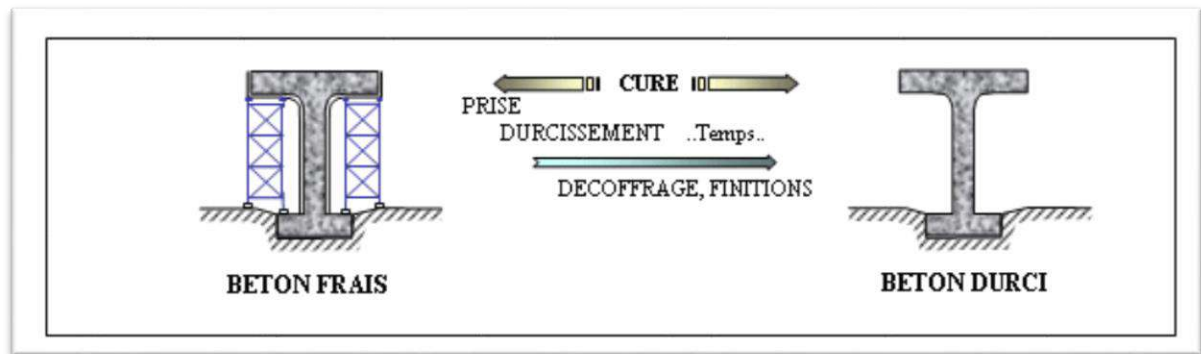 CURE
PRISE
DURCISSEMENT ..Temps..
DECOFFRAGE, FINITIONS
BETON FRAIS
BETON DURCI